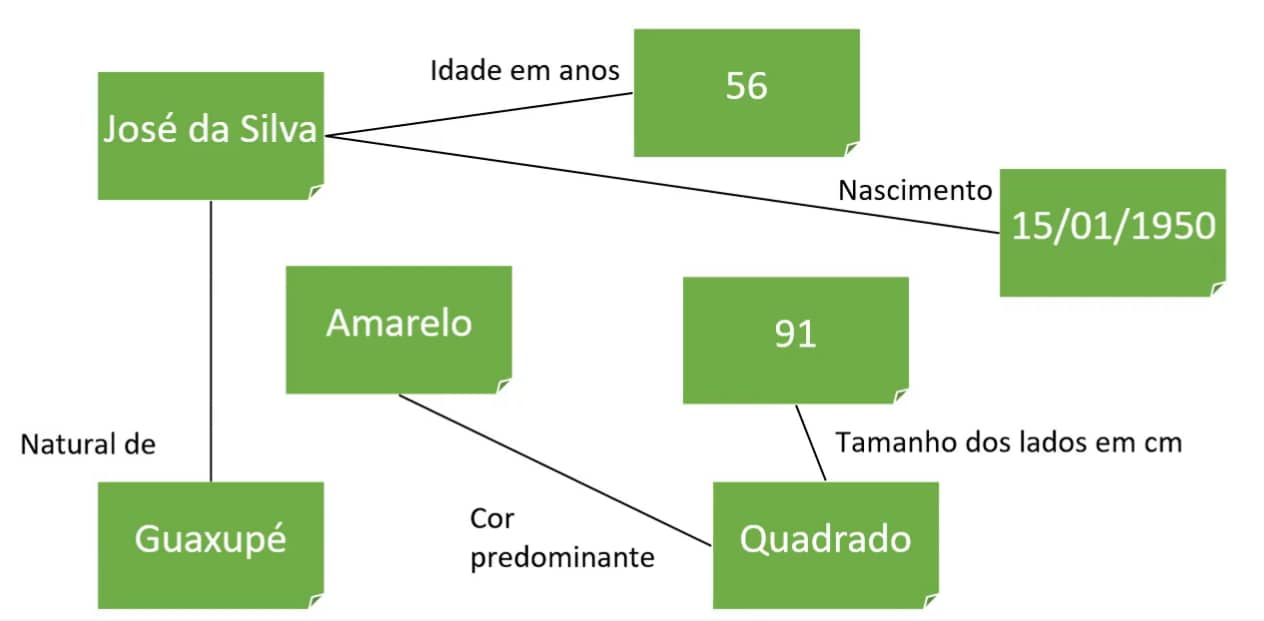 Idade em anos
56
José da Silva
Nascimento
15/01/1950
Amarelo
91
Natural de
Tamanho dos lados em cm
Guaxupé
Cor
predominante
Quadrado